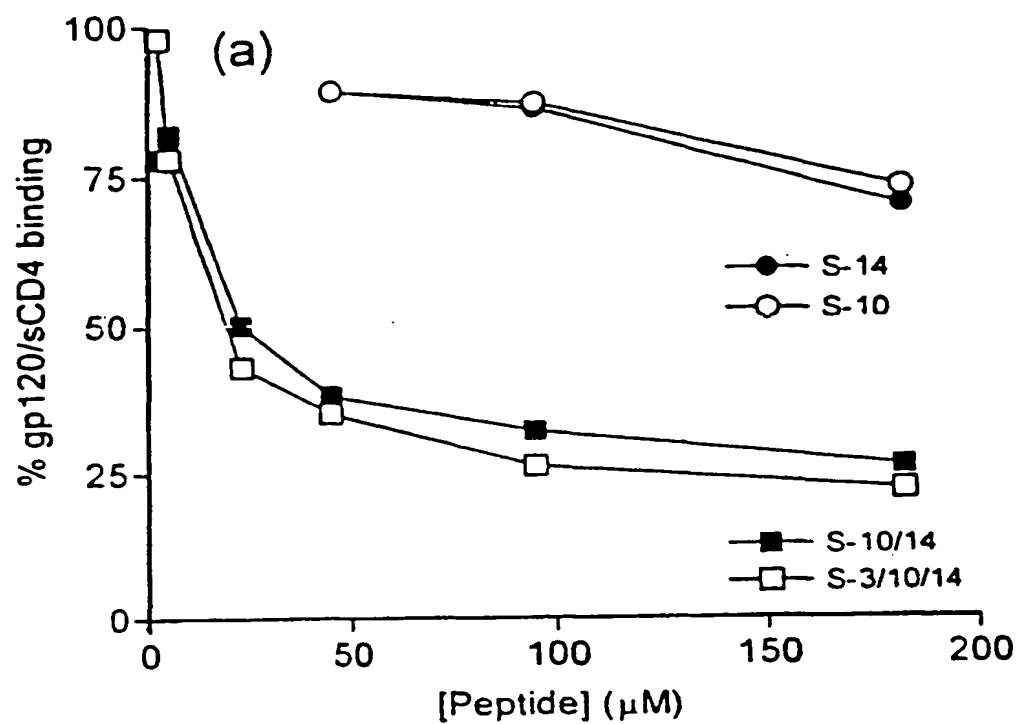 (a)
% gp120/sCD4 binding
100
75
50
25
0
S-14
S-10
S-10/14
S-3/10/14
0 50 100 150 200
[Peptide] (μM)